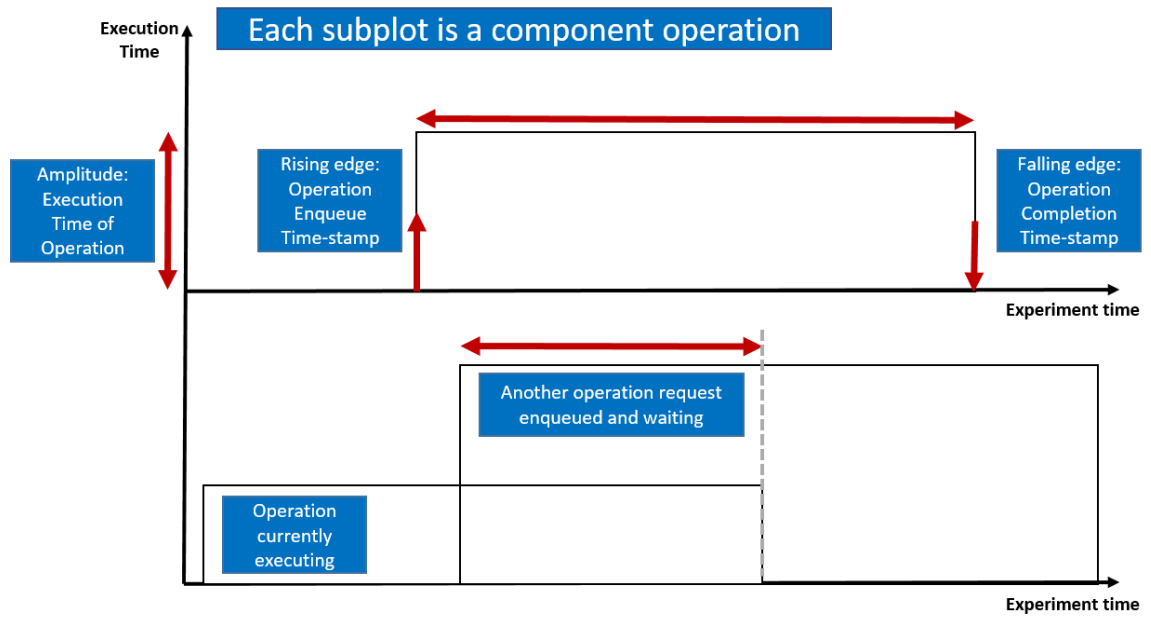 Execution
Time
Each subplot is a component operation
Amplitude:
Execution
Time of
Operation
Rising edge:
Operation
Enqueue
Time-stamp
Falling edge:
Operation
Completion
Time-stamp
Experiment time
Another operation request
enqueued and waiting
Operation
currently
executing
Experiment time